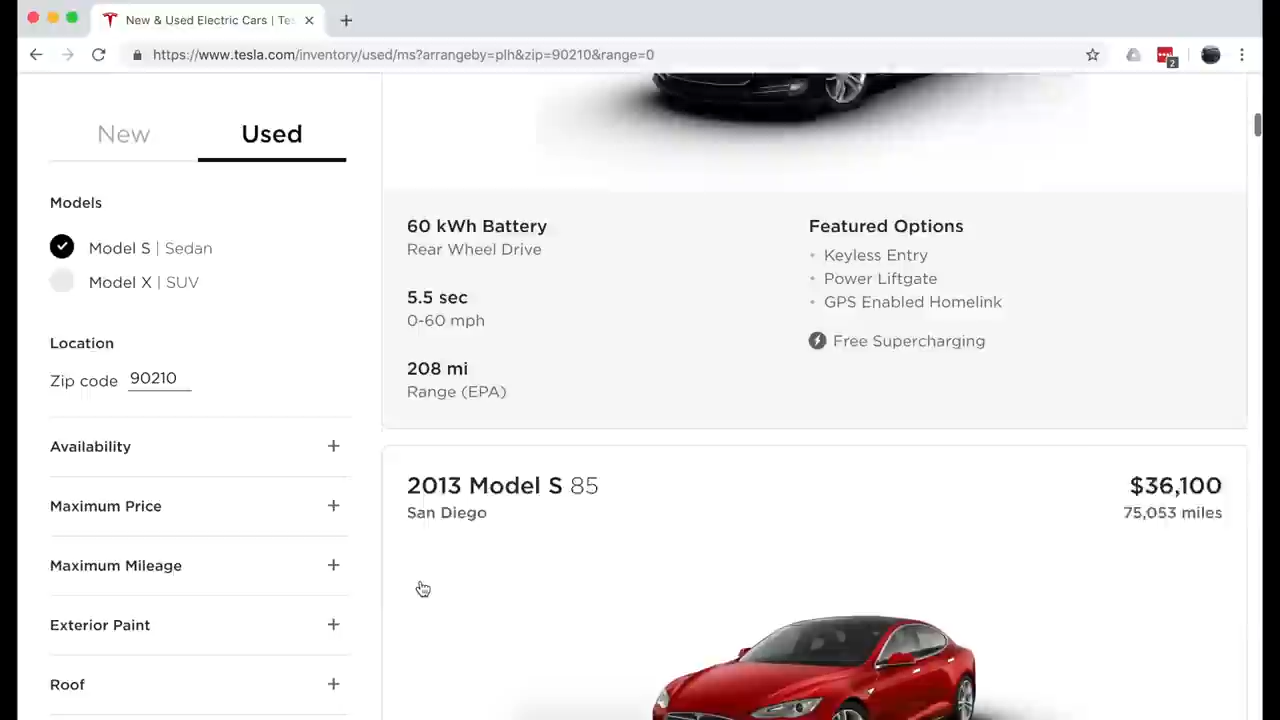 New & Used Electric Cars | Tes
https://www.tesla.com/inventory/used/ms?arrangeby=plh&zip=90210&range=0
2
New
Used
Models
Model S | Sedan
Model X | SUV
Location
Zip code 90210
Availability
Maximum Price
Maximum Mileage
Exterior Paint
Roof
60 kWh Battery
Rear Wheel Drive
5.5 sec
0-60 mph
208 mi
Range (EPA)
Featured Options
• Keyless Entry
• Power Liftgate
• GPS Enabled Homelink
Free Supercharging
2013 Model S 85
San Diego
$36,100
75,053 miles